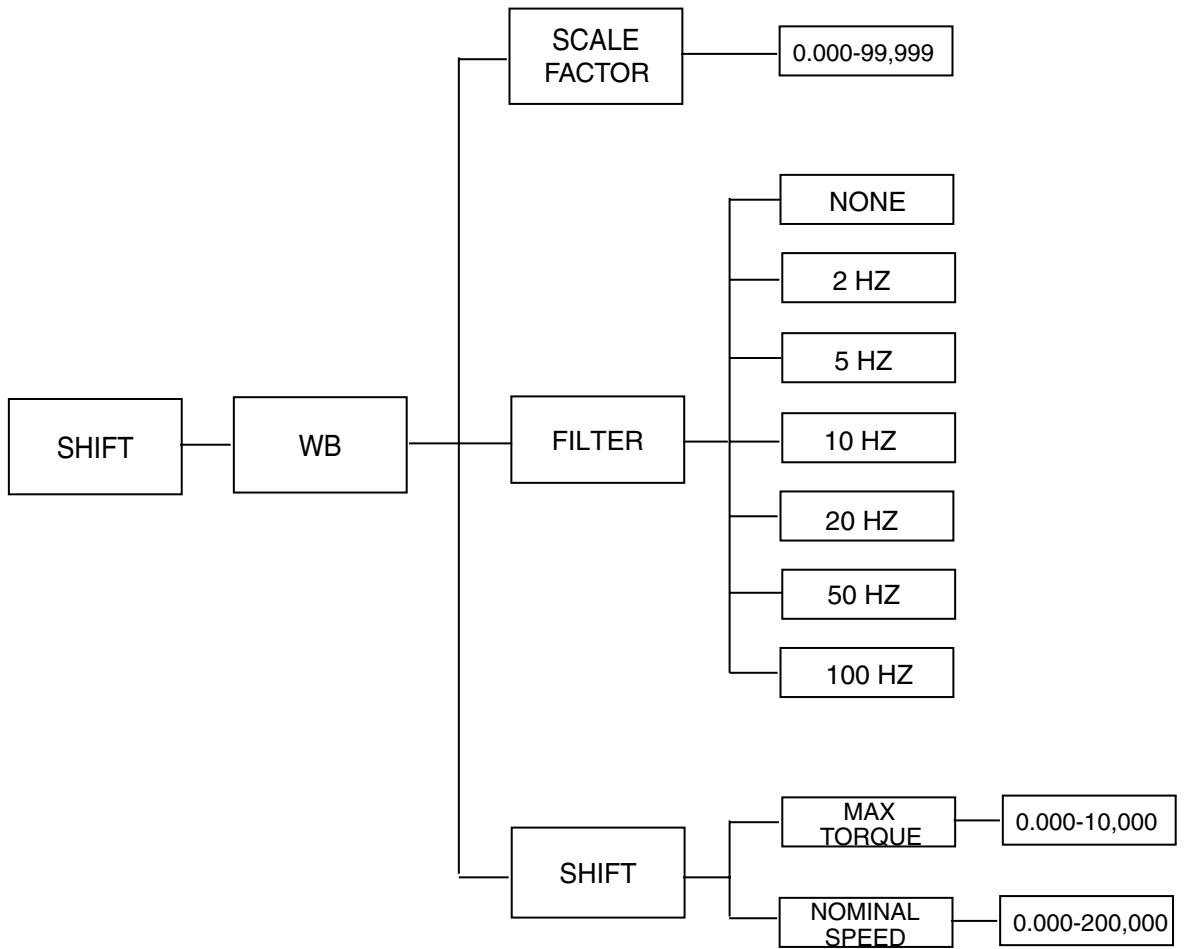 SCALE
FACTOR
0.000-99,999
NONE
2 HZ
5 HZ
SHIFT
WB
FILTER
10 HZ
20 HZ
50 HZ
100 HZ
SHIFT
MAX
TORQUE
0.000-10,000
NOMINAL
SPEED
0.000-200,000